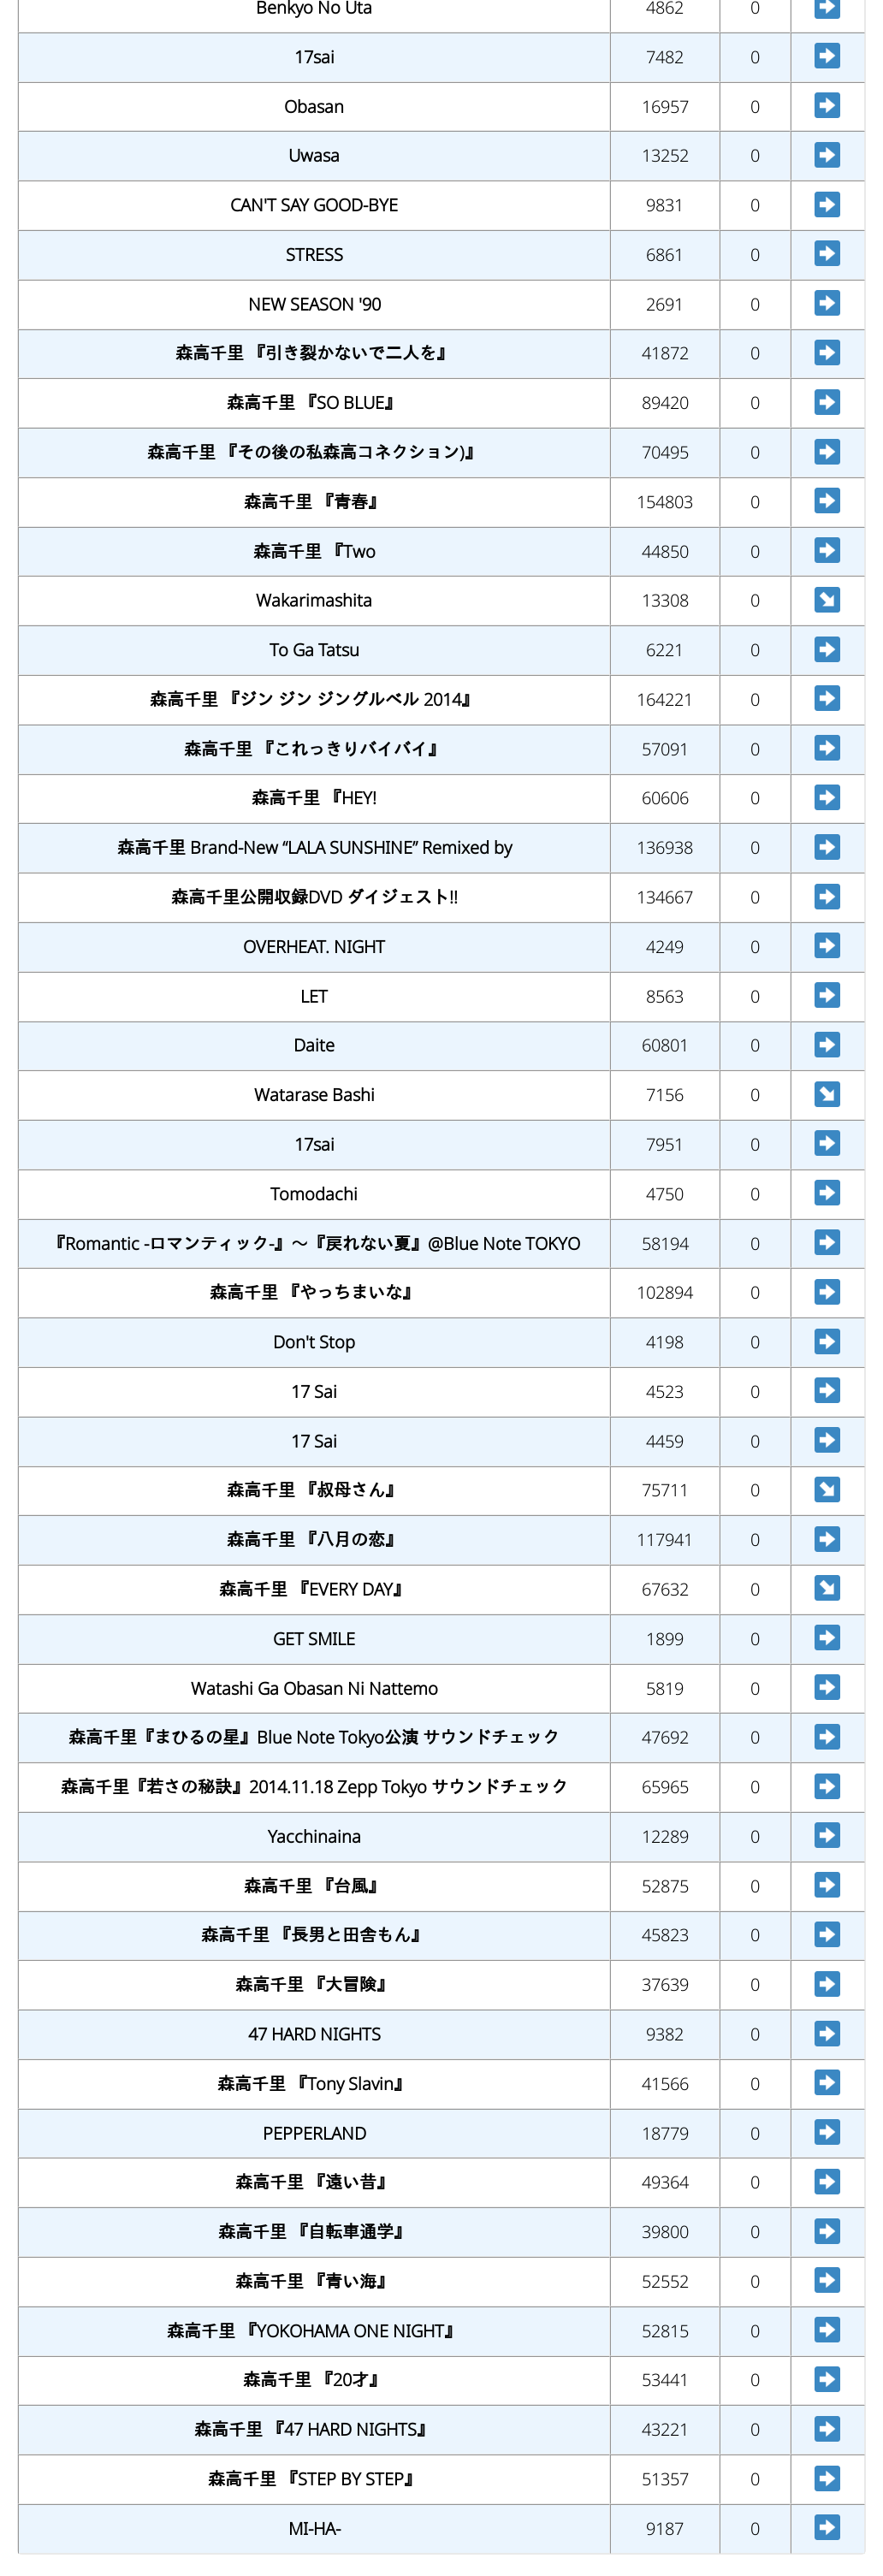 Benkyo No Uta 4862 0
17sai 7482 0
Obasan 16957 0
Uwasa 13252 0
CAN'T SAY GOOD-BYE 9831 0
STRESS 6861 0
NEW SEASON '90 2691 0
森高千里 『引き裂かないで二人を』 41872 0
森高千里 『SO BLUE』 89420 0
森高千里 『その後の私森高コネクション)』 70495 0
森高千里 『青春』 154803 0
森高千里 『Two 44850 0
Wakarimashita 13308 0
To Ga Tatsu 6221 0
森高千里 『ジン ジン ジングルベル 2014』 164221 0
森高千里 『これっきりバイバイ』 57091 0
森高千里 『HEY! 60606 0
森高千里 Brand-New “LALA SUNSHINE” Remixed by 136938 0
森高千里公開収録DVD ダイジェスト!! 134667 0
OVERHEAT. NIGHT 4249 0
LET 8563 0
Daite 60801 0
Watarase Bashi 7156 0
17sai 7951 0
Tomodachi 4750 0
『Romantic -ロマンティック-』～『戻れない夏』@Blue Note TOKYO 58194 0
森高千里 『やっちまいな』 102894 0
Don't Stop 4198 0
17 Sai 4523 0
17 Sai 4459 0
森高千里 『叔母さん』 75711 0
森高千里 『八月の恋』 117941 0
森高千里 『EVERY DAY』 67632 0
GET SMILE 1899 0
Watashi Ga Obasan Ni Nattemo 5819 0
森高千里『まひるの星』Blue Note Tokyo公演 サウンドチェック 47692 0
森高千里『若さの秘訣』2014.11.18 Zepp Tokyo サウンドチェック 65965 0
Yacchinaina 12289 0
森高千里 『台風』 52875 0
森高千里 『長男と田舎もん』 45823 0
森高千里 『大冒険』 37639 0
47 HARD NIGHTS 9382 0
森高千里 『Tony Slavin』 41566 0
PEPPERLAND 18779 0
森高千里 『遠い昔』 49364 0
森高千里 『自転車通学』 39800 0
森高千里 『青い海』 52552 0
森高千里 『YOKOHAMA ONE NIGHT』 52815 0
森高千里 『20才』 53441 0
森高千里 『47 HARD NIGHTS』 43221 0
森高千里 『STEP BY STEP』 51357 0
MI-HA- 9187 0